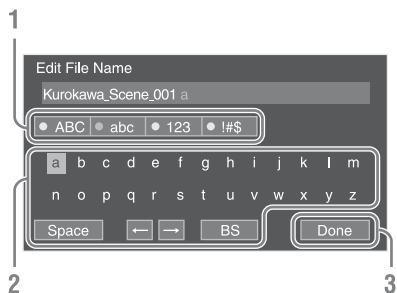 1
Edit File Name
Kurokawa_Scene_001 a
ABC abc 123 !#$
a b c d e f g h i j k l m
n o p q r s t u v w x y z
Space ← → BS Done
2 3